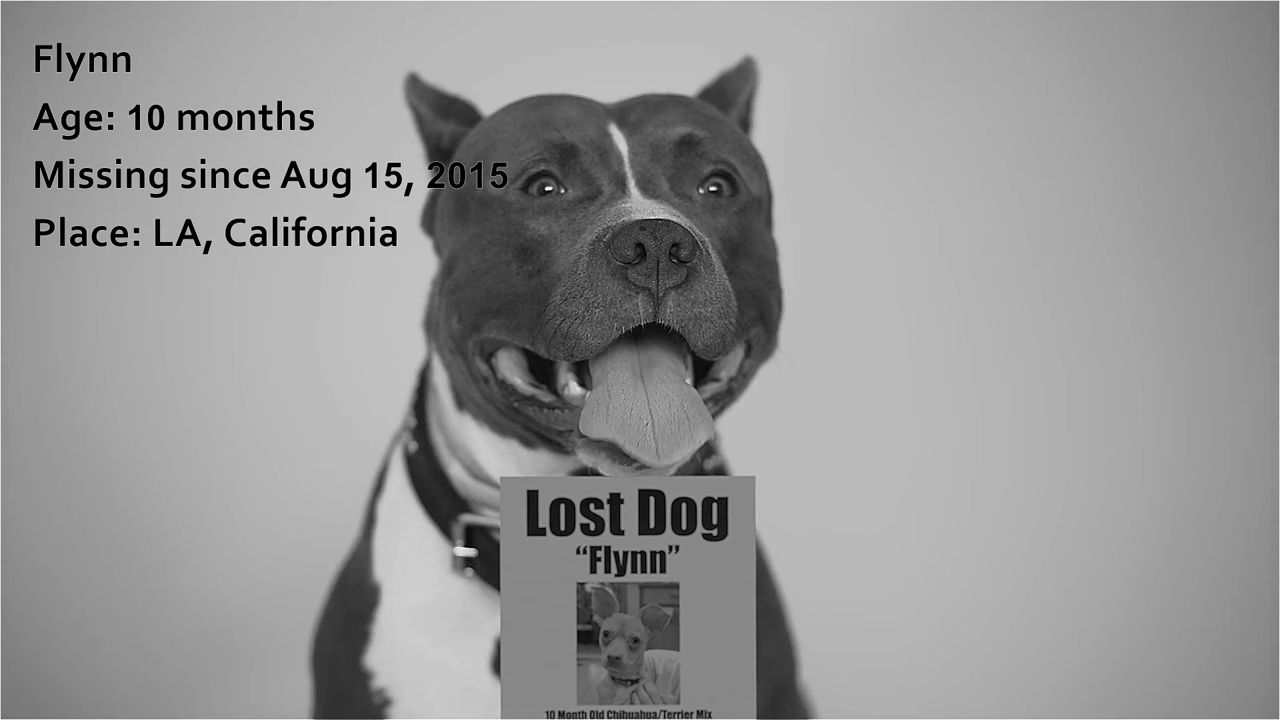 Flynn
Age: 10 months
Missing since Aug 15, 2015
Place: LA, California
Lost Dog
“Flynn”
10 Month Old Chihuahua/Terrier Mix